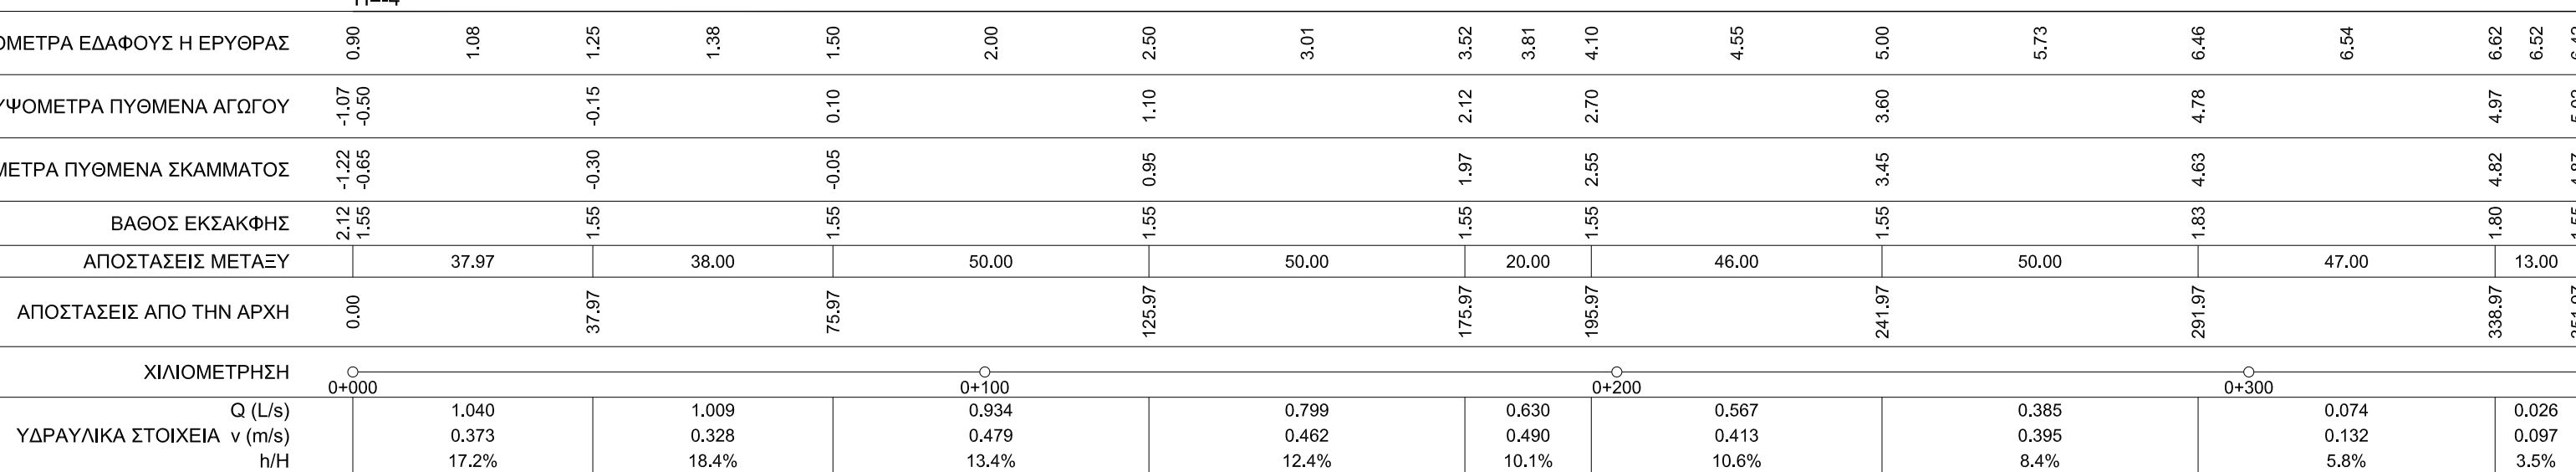 ΟΜΕΤΡΑ ΕΔΑΦΟΥΣ Η ΕΡΥΘΡΑΣ 0.90 1.08 1.25 1.38 1.50 2.00 2.50 3.01 3.52 3.81 4.10 4.55 5.00 5.73 6.46 6.54 6.62 6.52
ΥΨΟΜΕΤΡΑ ΠΥΘΜΕΝΑ ΑΓΩΓΟΥ -1.07 -0.50 -0.15 0.10 1.10 2.12 2.70 3.60 4.78 4.97
ΜΕΤΡΑ ΠΥΘΜΕΝΑ ΣΚΑΜΜΑΤΟΣ -1.22 -0.65 -0.30 -0.05 0.95 1.97 2.55 3.45 4.63 4.82
ΒΑΘΟΣ ΕΚΣΑΚΦΗΣ 2.12 1.55 1.55 1.55 1.55 1.55 1.55 1.55 1.83 1.80
ΑΠΟΣΤΑΣΕΙΣ ΜΕΤΑΞΥ 37.97 38.00 50.00 50.00 20.00 46.00 50.00 47.00 13.00
ΑΠΟΣΤΑΣΕΙΣ ΑΠΟ ΤΗΝ ΑΡΧΗ 0.00 37.97 75.97 125.97 175.97 195.97 241.97 291.97 338.97
ΧΙΛΙΟΜΕΤΡΗΣΗ
0+000 0+100 0+200 0+300
Q (L/s) 1.040 1.009 0.934 0.799 0.630 0.567 0.385 0.074 0.026
ΥΔΡΑΥΛΙΚΑ ΣΤΟΙΧΕΙΑ v (m/s) 0.373 0.328 0.479 0.462 0.490 0.413 0.395 0.132 0.097
h/H 17.2% 18.4% 13.4% 12.4% 10.1% 10.6% 8.4% 5.8% 3.5%